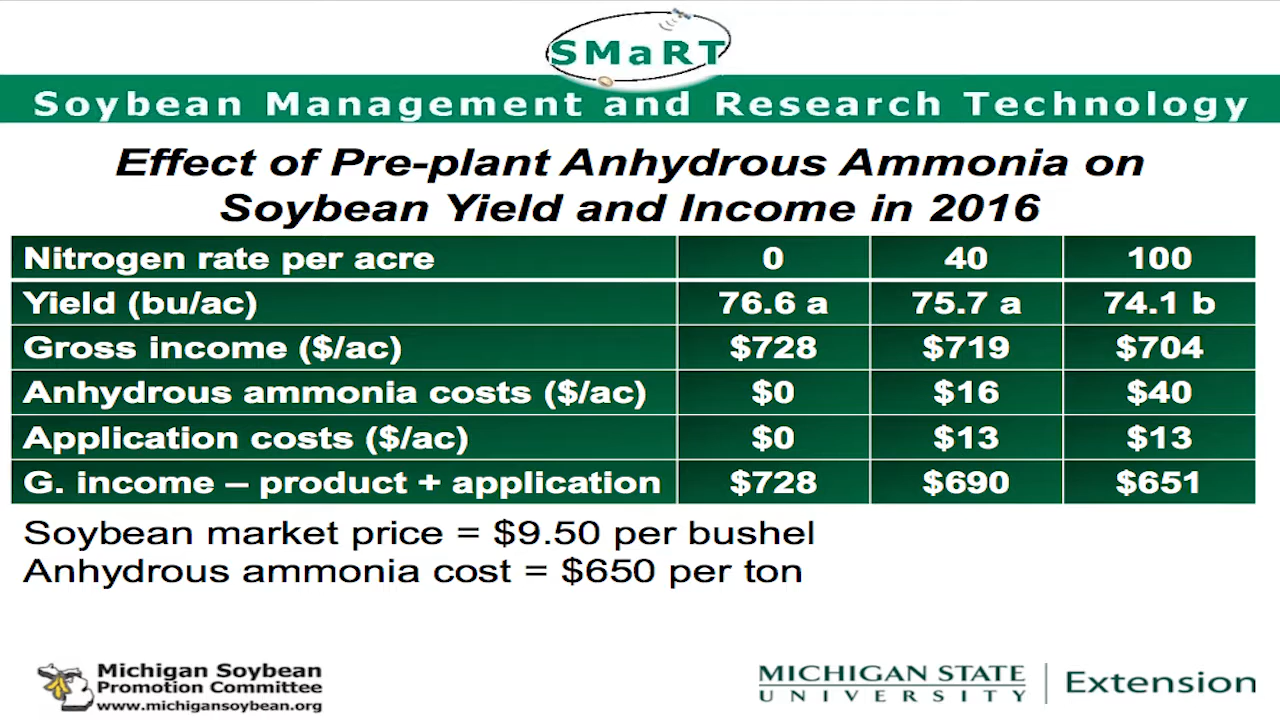 SMaRT
Soybean Management and Research Technology
Effect of Pre-plant Anhydrous Ammonia on
Soybean Yield and Income in 2016
Nitrogen rate per acre 0 40 100
Yield (bu/ac) 76.6 a 75.7 a 74.1 b
Gross income ($/ac) $728 $719 $704
Anhydrous ammonia costs ($/ac) $0 $16 $40
Application costs ($/ac) $0 $13 $13
G. income – product + application $728 $690 $651
Soybean market price = $9.50 per bushel
Anhydrous ammonia cost = $650 per ton
Michigan Soybean
Promotion Committee
www.michigansoybean.org
MICHIGAN STATE
UNIVERSITY
Extension